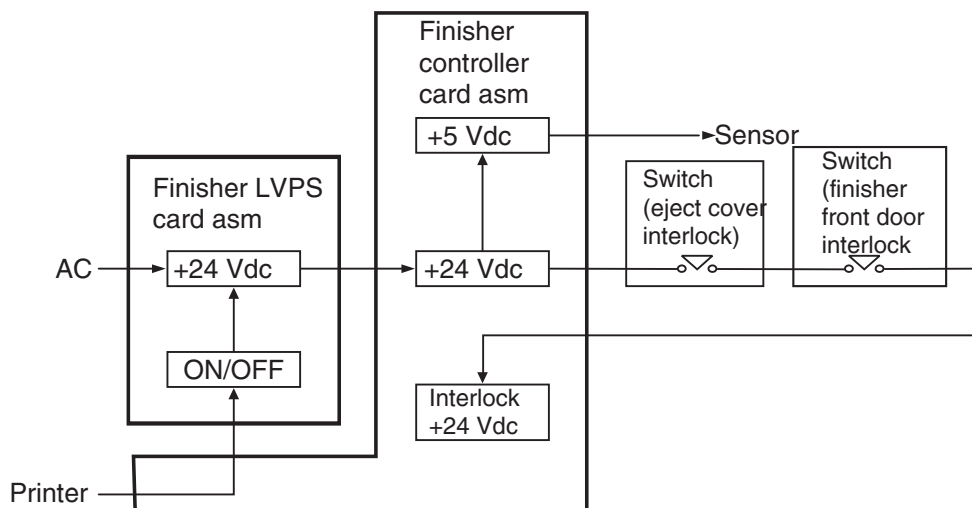 Finisher
controller
card asm
+5 Vdc
Sensor
Finisher LVPS
card asm
Switch
(eject cover
interlock)
Switch
(finisher
front door
interlock
AC
+24 Vdc
+24 Vdc
ON/OFF
Interlock
+24 Vdc
Printer